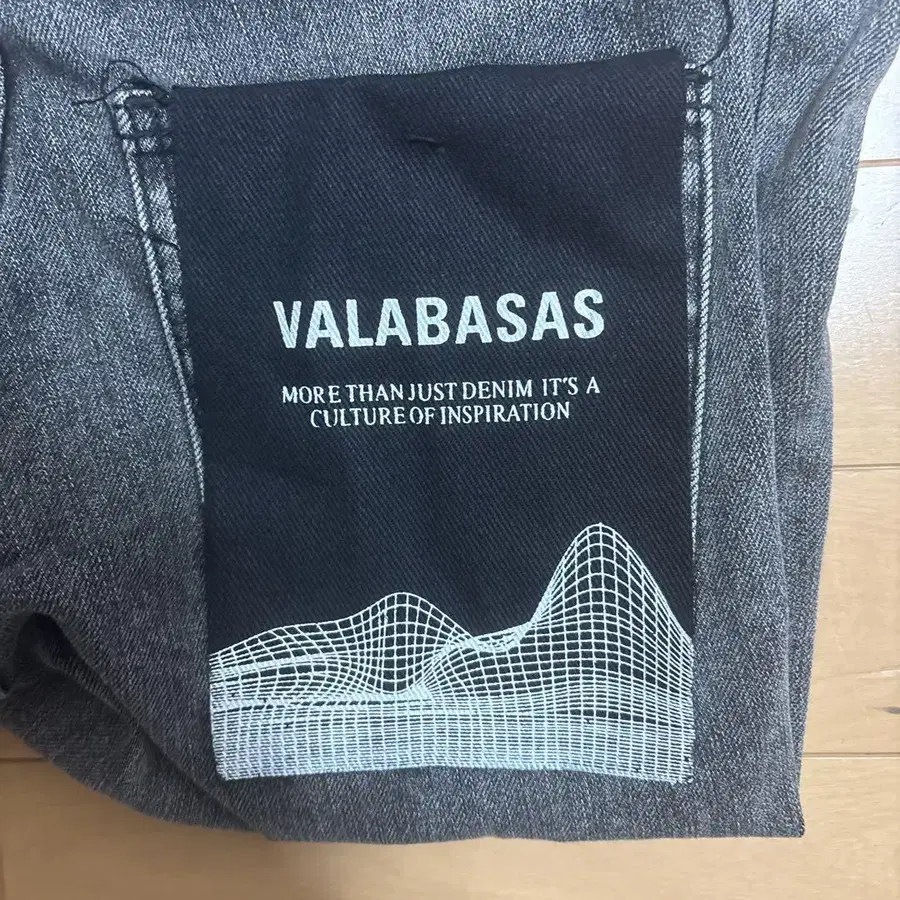 VALABASAS
MORE THAN JUST DENIM IT'S A
CULTURE OF INSPIRATION